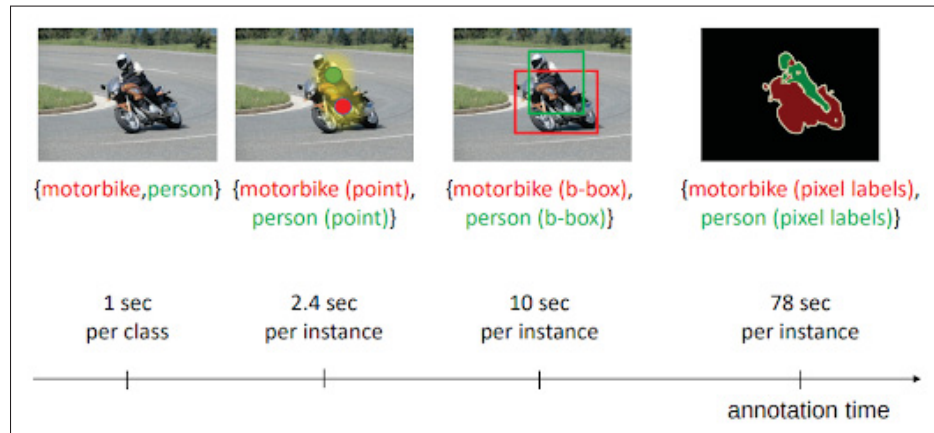 {motorbike,person}
{motorbike (point),
person (point)}
{motorbike (b-box),
person (b-box)}
{motorbike (pixel labels),
person (pixel labels)}
1 sec
per class
2.4 sec
per instance
10 sec
per instance
78 sec
per instance
annotation time